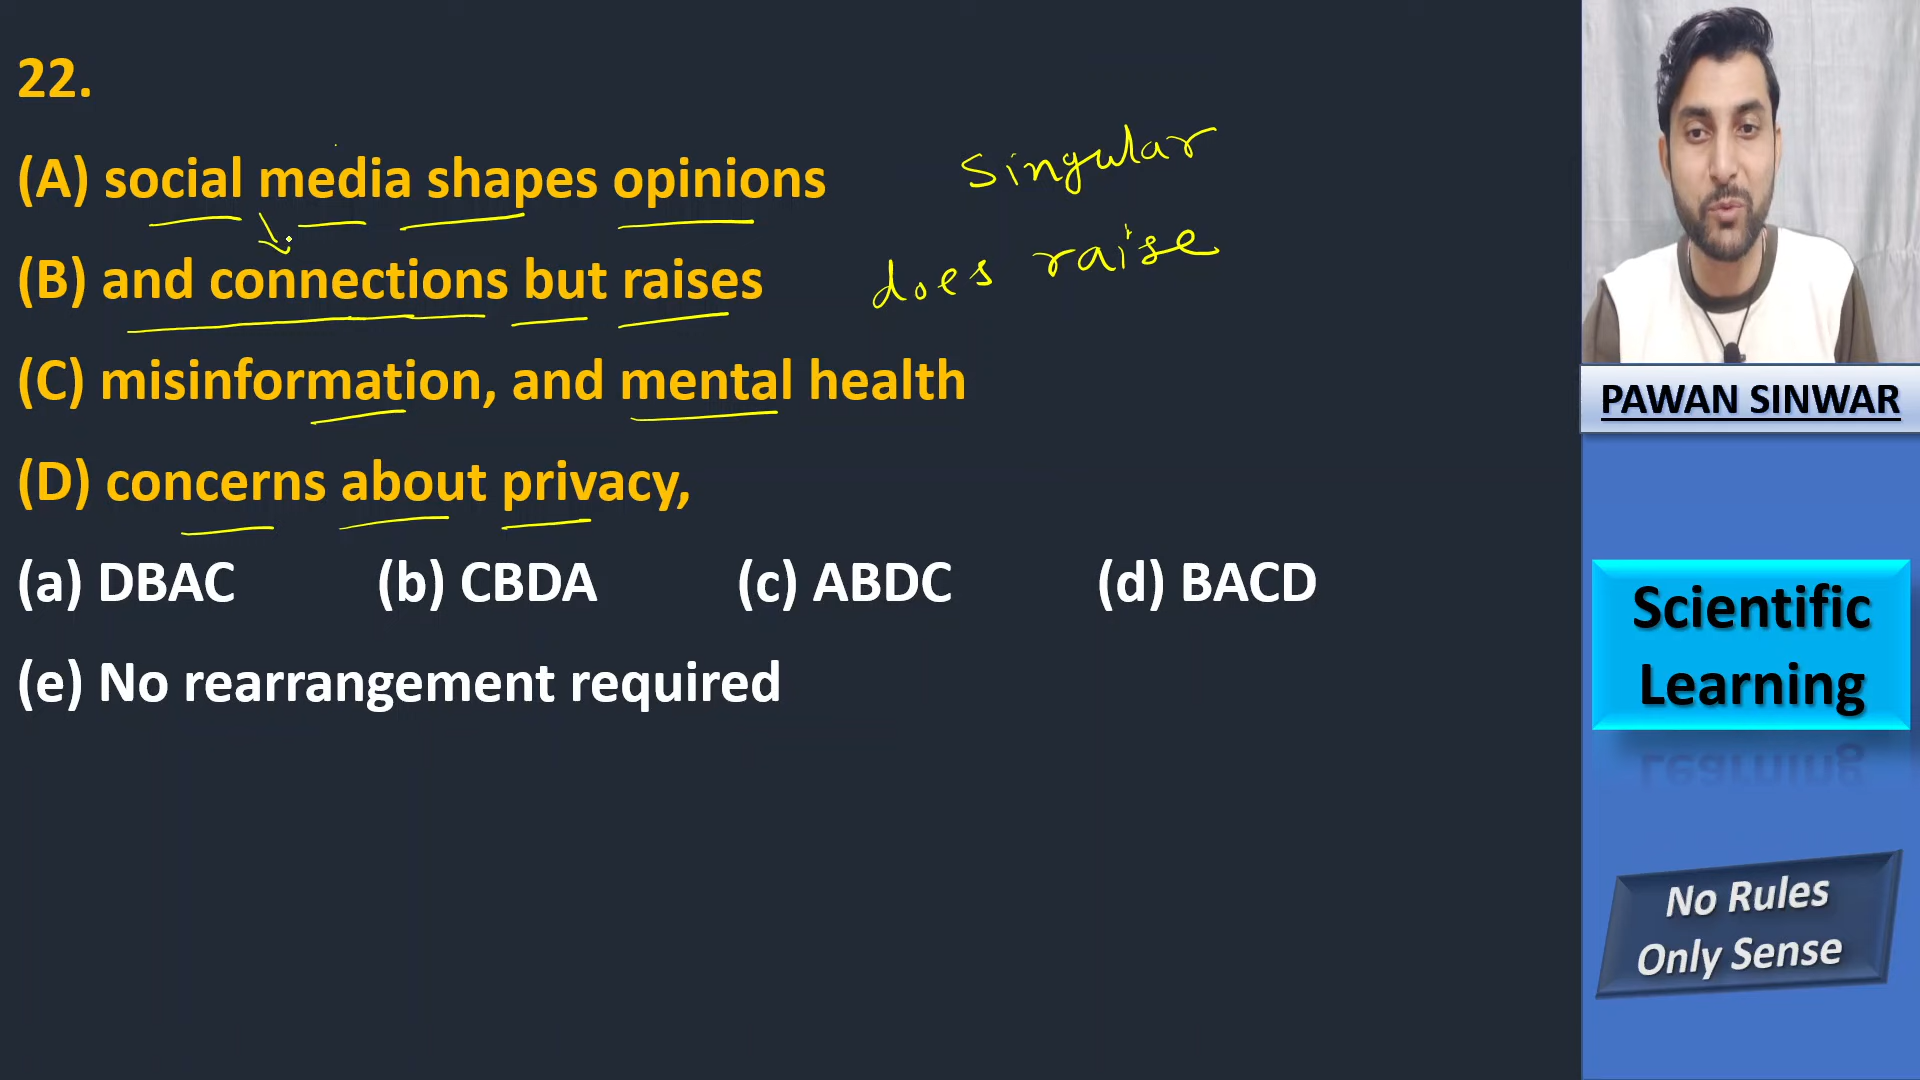 22.
(A) social media shapes opinions
singular
(B) and connections but raises
does raise
(C) misinformation, and mental health
(D) concerns about privacy,
(a) DBAC (b) CBDA (c) ABDC (d) BACD
(e) No rearrangement required
PAWAN SINWAR
Scientific
Learning
No Rules
Only Sense